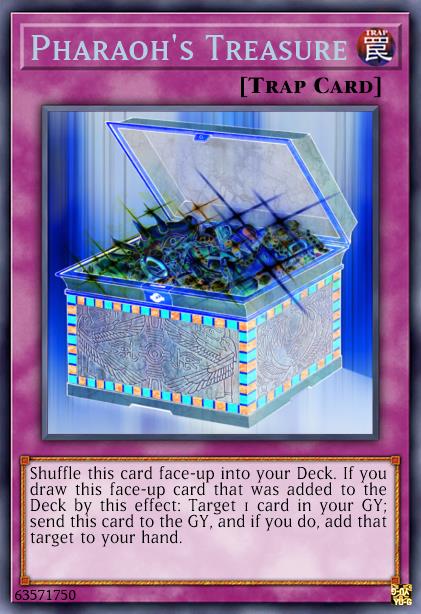 Pharaoh's Treasure
TRAP
罠
[Trap Card]
Shuffle this card face-up into your Deck. If you
draw this face-up card that was added to the
Deck by this effect: Target 1 card in your GY;
send this card to the GY, and if you do, add that
target to your hand.
63571750